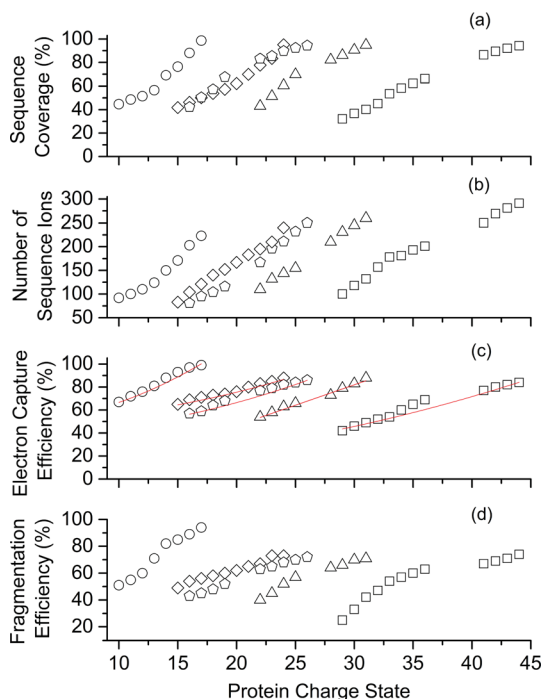 (a)
100
80
60
40
20
0
Sequence
Coverage (%)
(b)
300
250
200
150
100
50
Number of
Sequence Ions
(c)
100
80
60
40
20
0
Electron Capture
Efficiency (%)
(d)
100
80
60
40
20
Fragmentation
Efficiency (%)
10 15 20 25 30 35 40 45
Protein Charge State